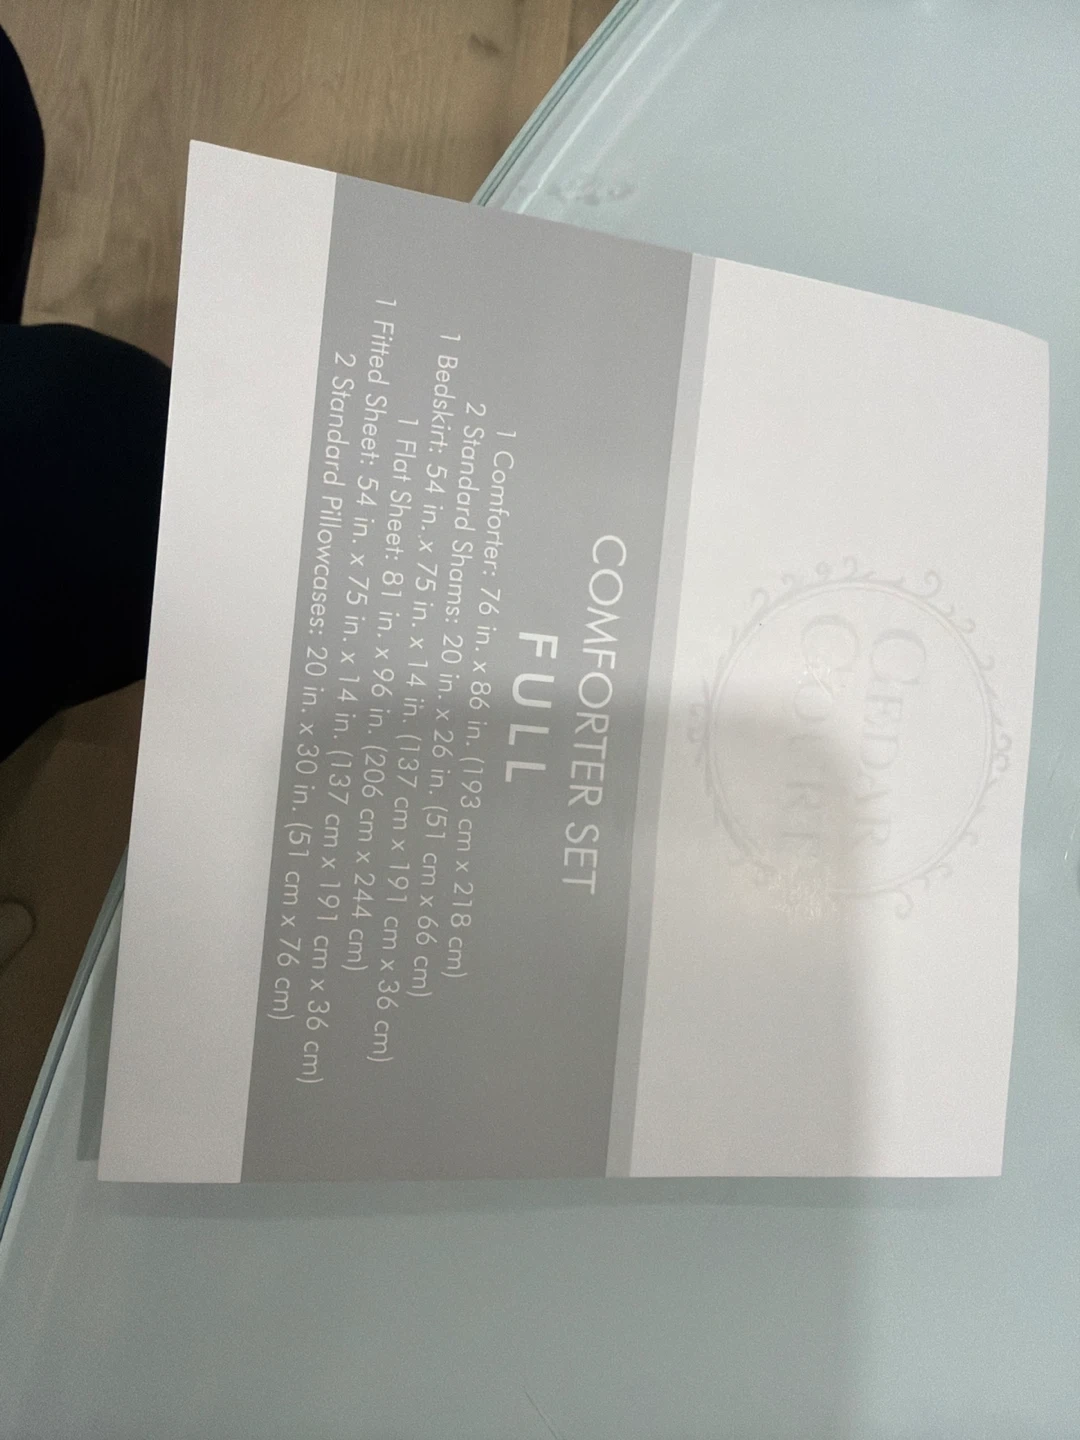 CEDAR
COURT
COMFORTER SET
FULL
1 Comforter: 76 in. x 86 in. (193 cm x 218 cm)
2 Standard Shams: 20 in. x 26 in. (51 cm x 66 cm)
1 Bedskirt: 54 in. x 75 in. x 14 in. (137 cm x 191 cm x 36 cm)
1 Flat Sheet: 81 in. x 96 in. (206 cm x 244 cm)
1 Fitted Sheet: 54 in. x 75 in. x 14 in. (137 cm x 191 cm x 36 cm)
2 Standard Pillowcases: 20 in. x 30 in. (51 cm x 76 cm)